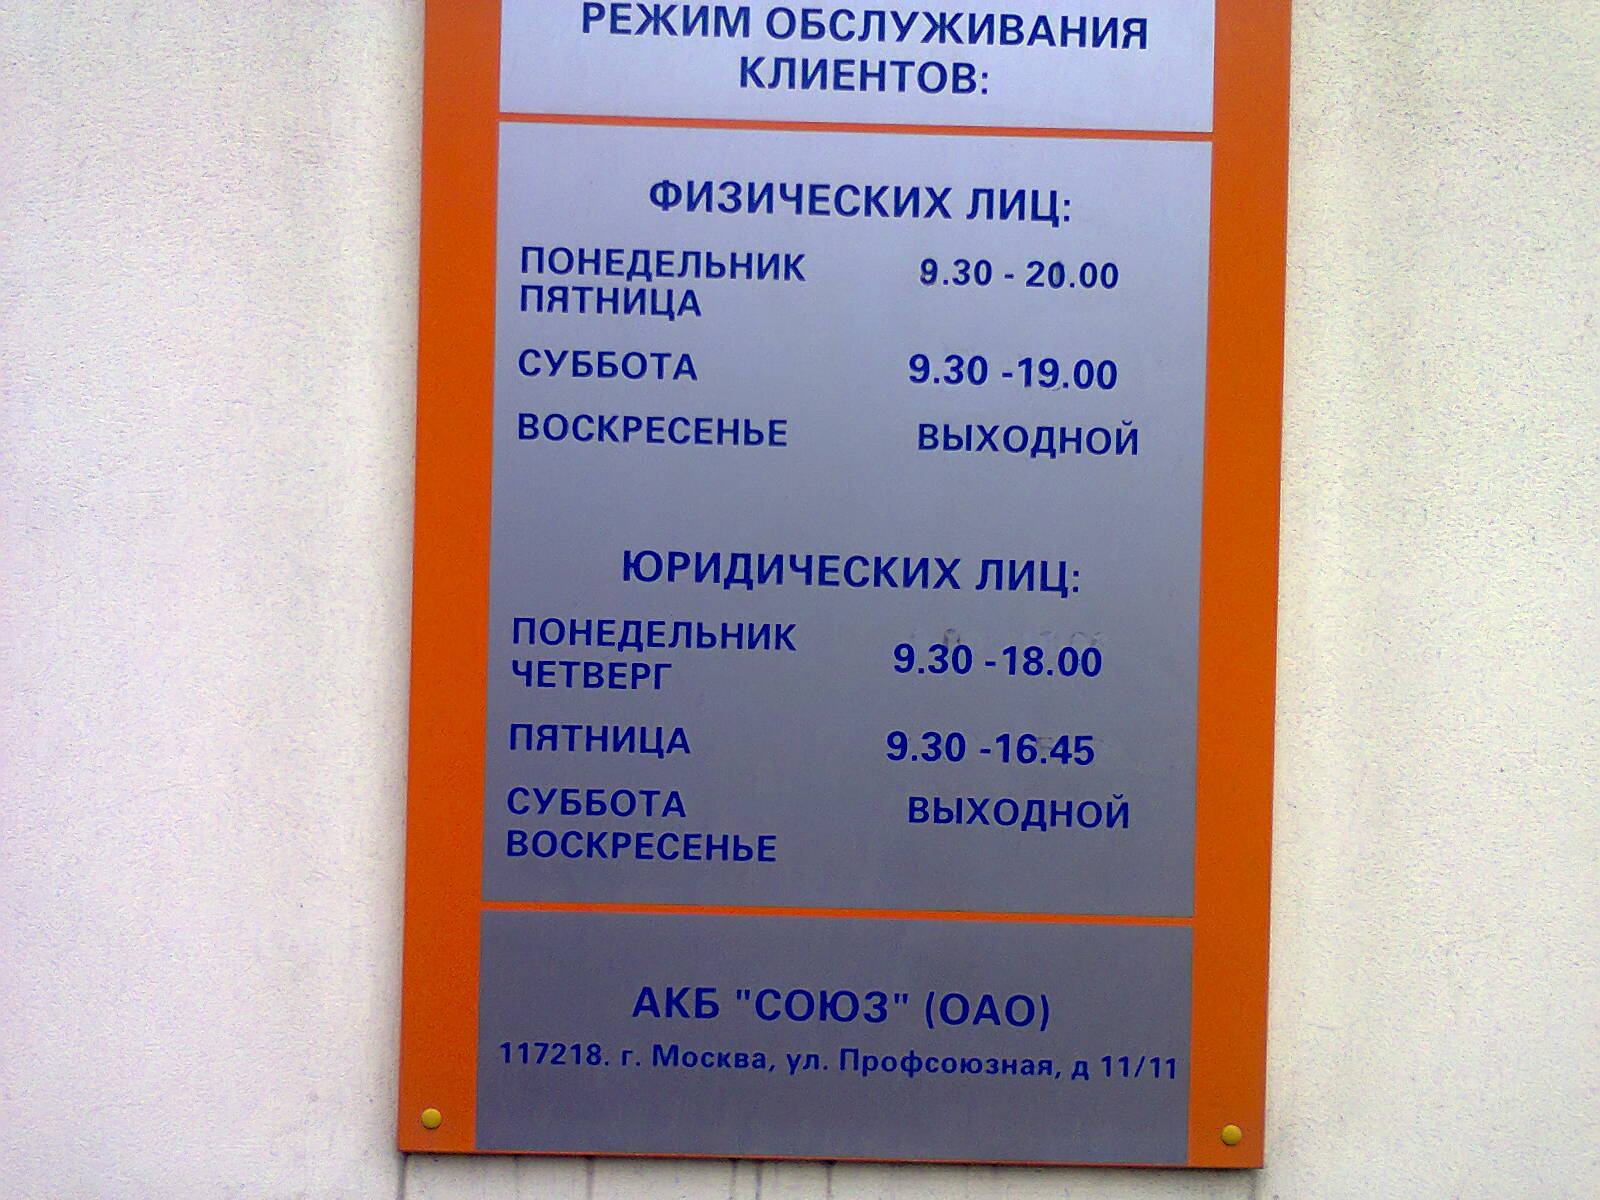 РЕЖИМ ОБСЛУЖИВАНИЯ
КЛИЕНТОВ:
ФИЗИЧЕСКИХ ЛИЦ:
ПОНЕДЕЛЬНИК 9.30 - 20.00
ПЯТНИЦА
СУББОТА 9.30 -19.00
ВОСКРЕСЕНЬЕ ВЫХОДНОЙ
ЮРИДИЧЕСКИХ ЛИЦ:
ПОНЕДЕЛЬНИК 9.30 -18.00
ЧЕТВЕРГ
ПЯТНИЦА 9.30 -16.45
СУББОТА ВЫХОДНОЙ
ВОСКРЕСЕНЬЕ
АКБ "СОЮЗ" (ОАО)
117218. г. Москва, ул. Профсоюзная, д 11/11